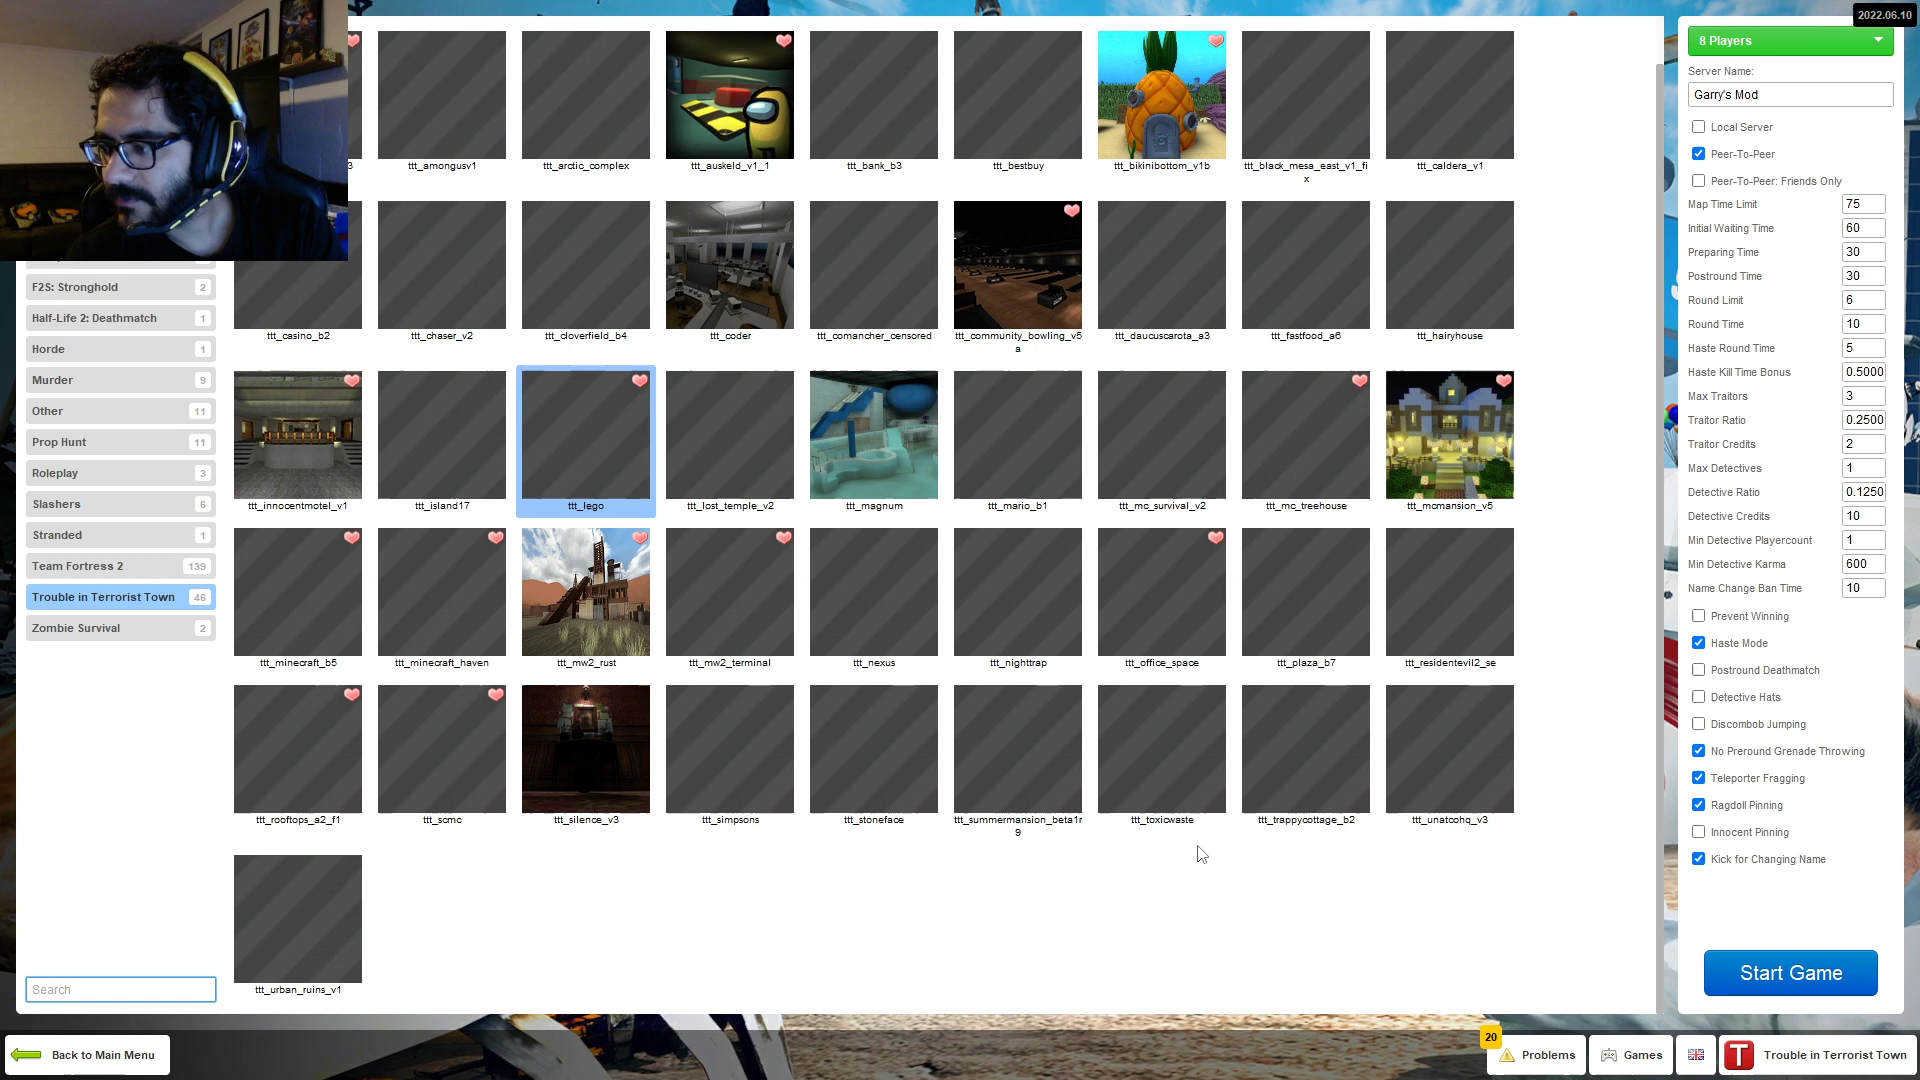 2022.06.10
3
ttt_amongusv1
ttt_arctic_complex
ttt_auskeld_v1_1
ttt_bank_b3
ttt_bestbuy
ttt_bikinibottom_v1b
ttt_black_mesa_east_v1_fi
x
ttt_caldera_v1
ttt_casino_b2
ttt_chaser_v2
ttt_cloverfield_b4
ttt_coder
ttt_comancher_censored
ttt_community_bowling_v5
a
ttt_daucuscarota_a3
ttt_fastfood_a6
ttt_hairyhouse
ttt_innocentmotel_v1
ttt_island17
ttt_lego
ttt_lost_temple_v2
ttt_magnum
ttt_mario_b1
ttt_mc_survival_v2
ttt_mc_treehouse
ttt_mcmansion_v5
ttt_minecraft_b5
ttt_minecraft_haven
ttt_mw2_rust
ttt_mw2_terminal
ttt_nexus
ttt_nighttrap
ttt_office_space
ttt_plaza_b7
ttt_residentevil2_se
ttt_rooftops_a2_f1
ttt_scmc
ttt_silence_v3
ttt_simpsons
ttt_stoneface
ttt_summermansion_beta1r
9
ttt_toxicwaste
ttt_trappycottage_b2
ttt_unatcohq_v3
ttt_urban_ruins_v1
F2S: Stronghold 2
Half-Life 2: Deathmatch 1
Horde 1
Murder 9
Other 11
Prop Hunt 11
Roleplay 3
Slashers 6
Stranded 1
Team Fortress 2 139
Trouble in Terrorist Town 46
Zombie Survival 2
Search
8 Players
Server Name:
Garry's Mod
Local Server
Peer-To-Peer
Peer-To-Peer: Friends Only
Map Time Limit 75
Initial Waiting Time 60
Preparing Time 30
Postround Time 30
Round Limit 6
Round Time 10
Haste Round Time 5
Haste Kill Time Bonus 0.5000
Max Traitors 3
Traitor Ratio 0.2500
Traitor Credits 2
Max Detectives 1
Detective Ratio 0.1250
Detective Credits 10
Min Detective Playercount 1
Min Detective Karma 600
Name Change Ban Time 10
Prevent Winning
Haste Mode
Postround Deathmatch
Detective Hats
Discombob Jumping
No Preround Grenade Throwing
Teleporter Fragging
Ragdoll Pinning
Innocent Pinning
Kick for Changing Name
Start Game
Back to Main Menu
20
Problems
Games
T
Trouble in Terrorist Town